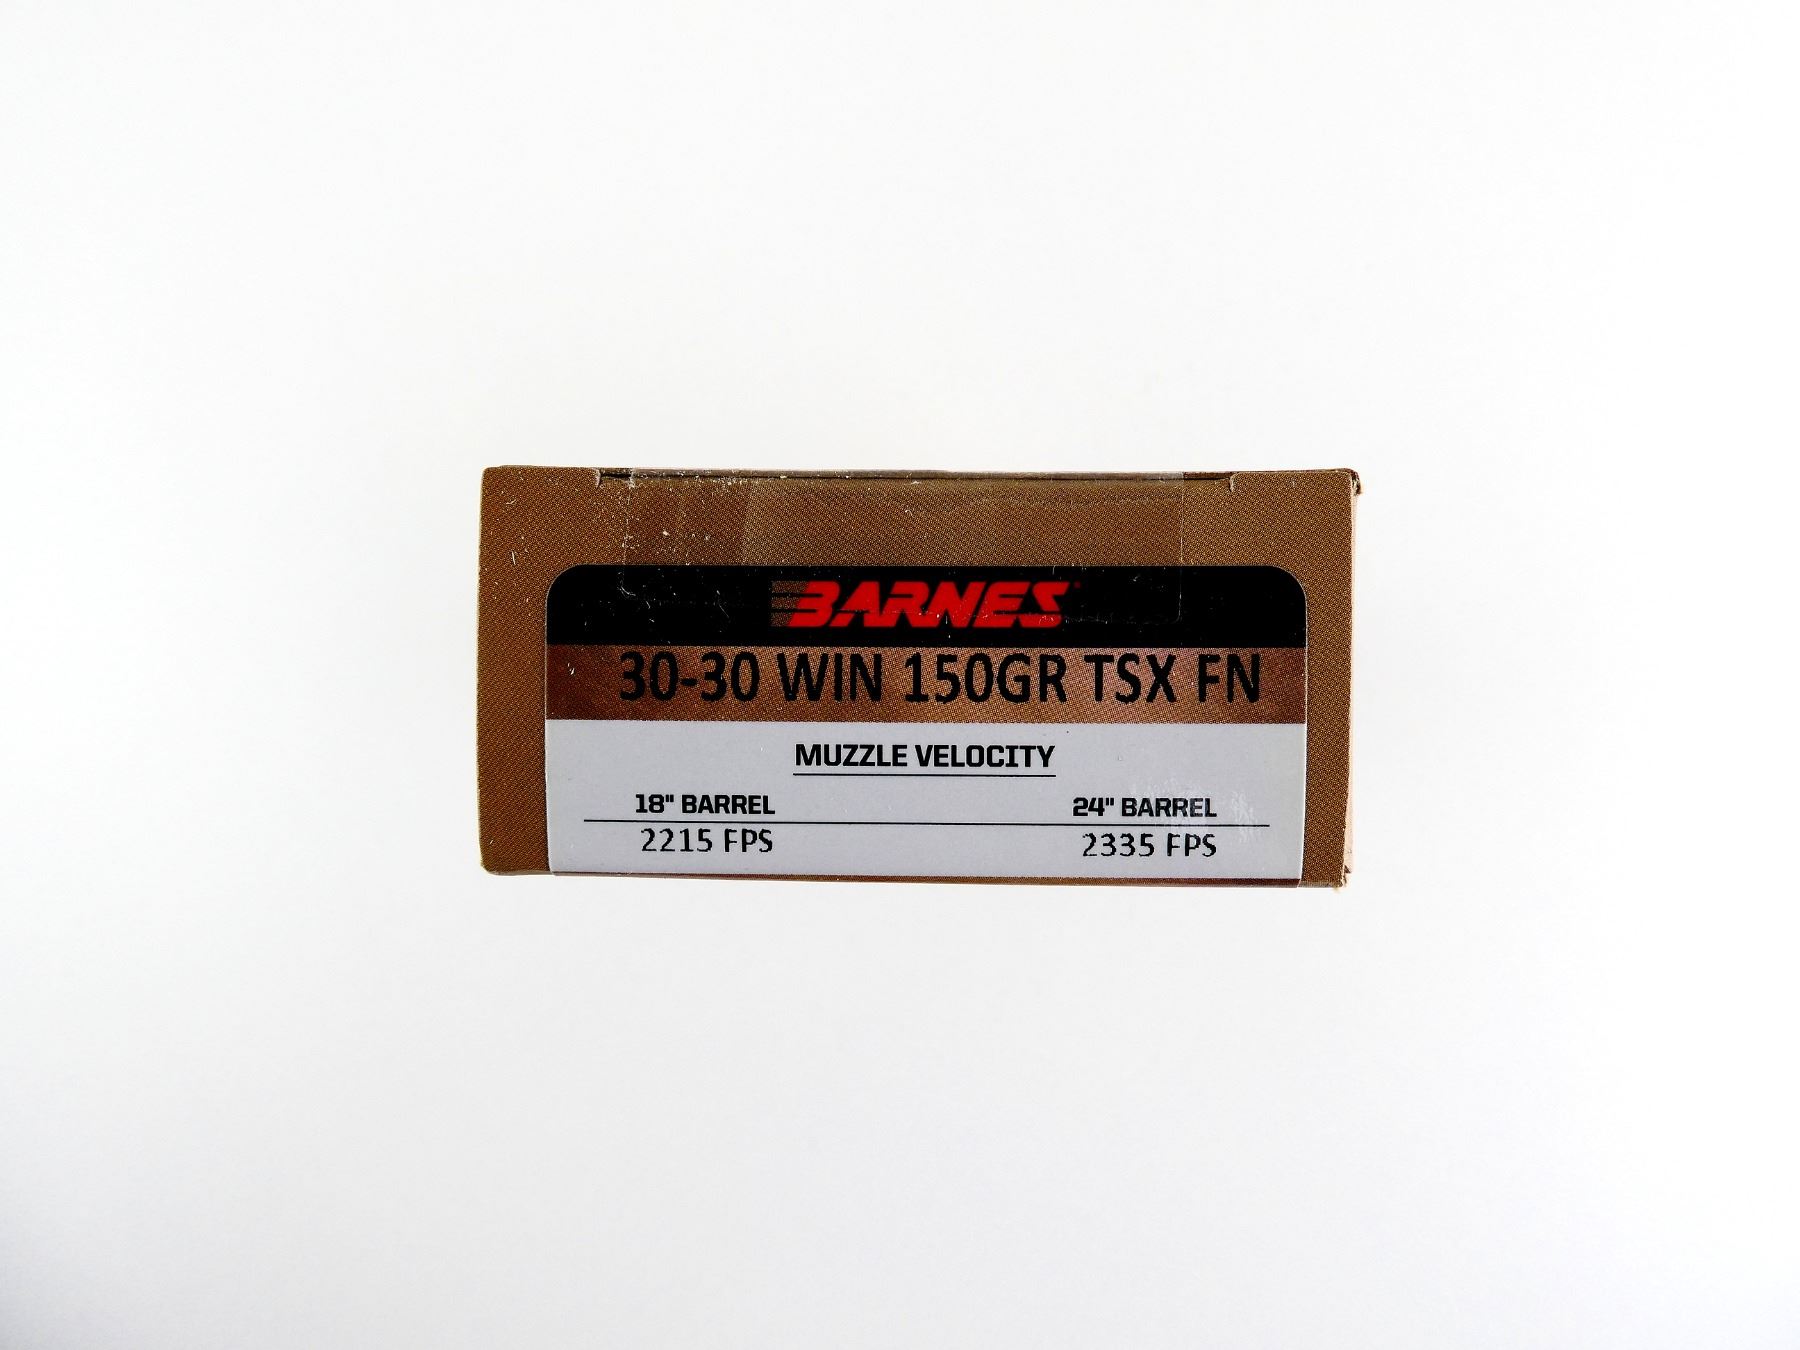 BARNES
30-30 WIN 150GR TSX FN
MUZZLE VELOCITY
18" BARREL 24" BARREL
2215 FPS 2335 FPS